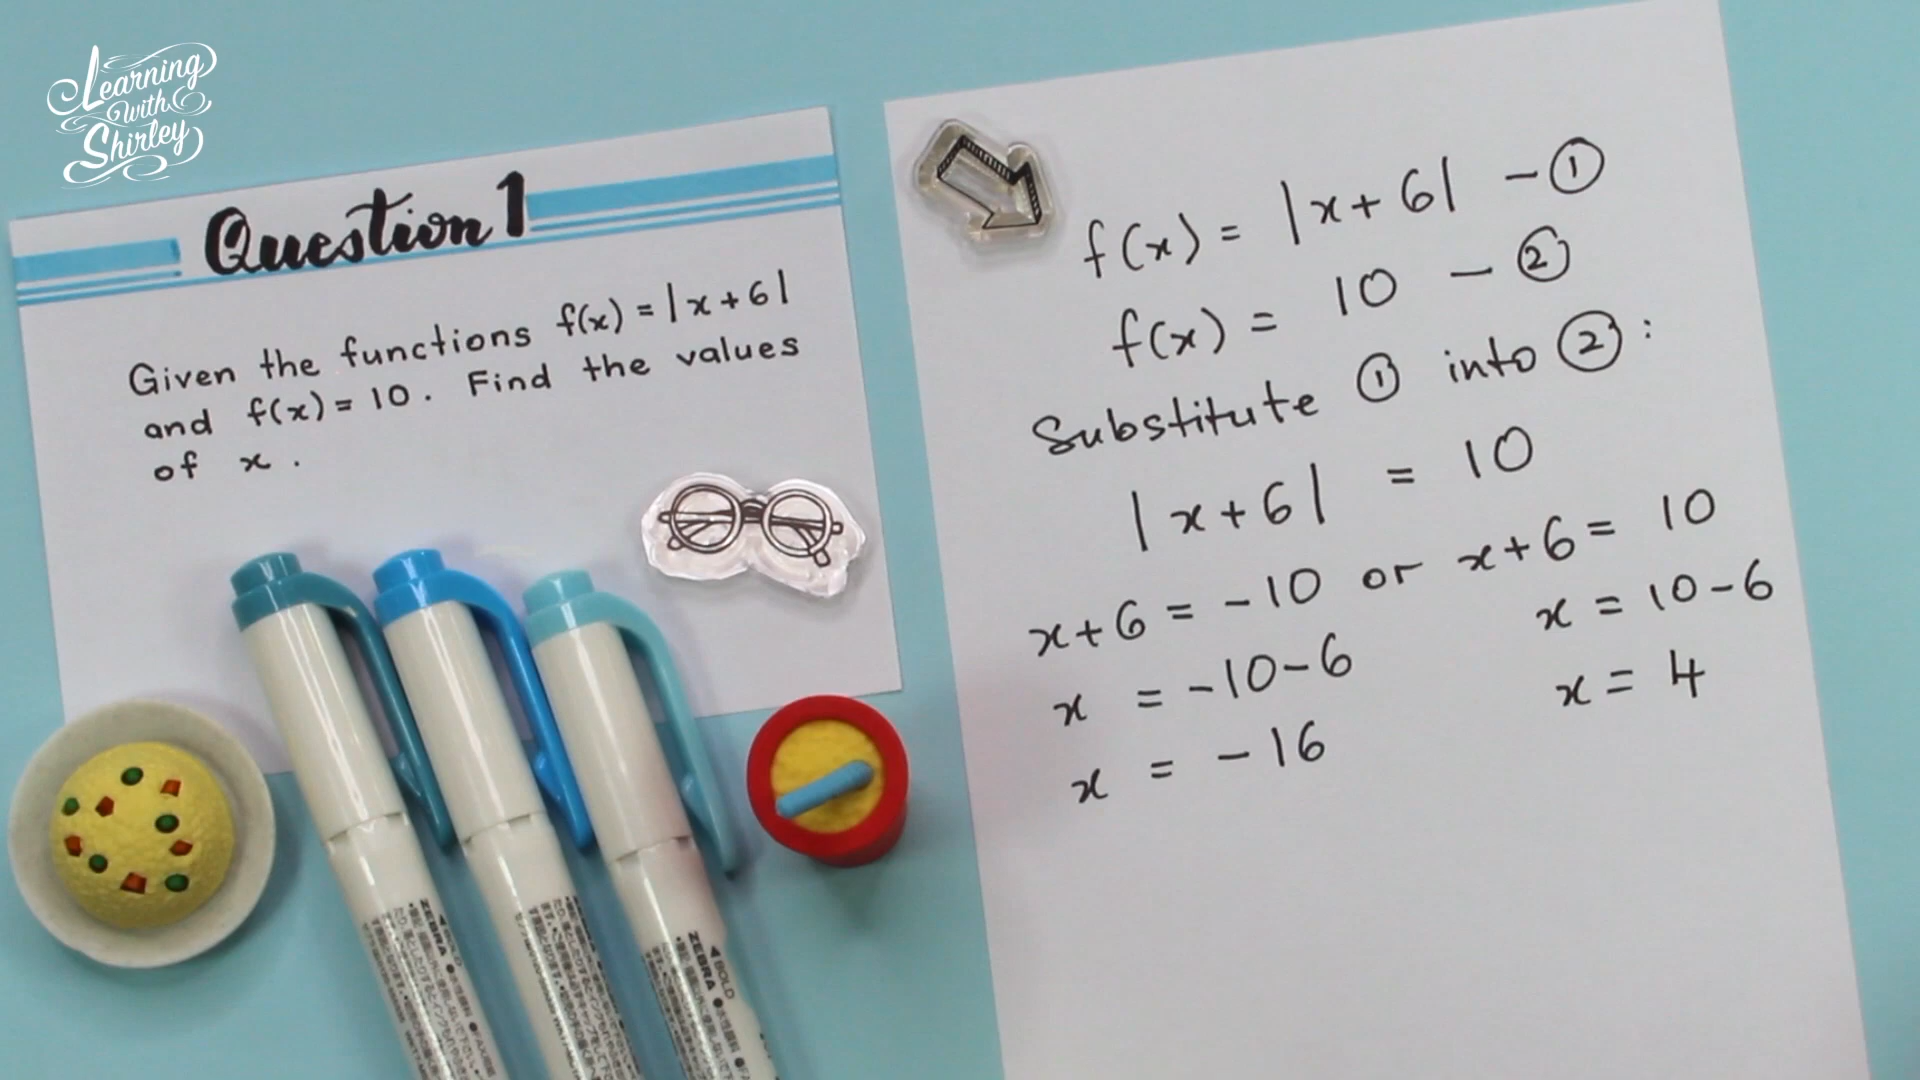 Learning
With
Shirley
Question 1
Given the functions f(x) = |x+6|
and f(x) = 10. Find the values
of x.
f(x) = |x+6| - ①
f(x) = 10 - ②
Substitute ① into ② :
|x+6| = 10
x+6 = -10 or x+6 = 10
x = -10-6
x = 10-6
x = -16
x = 4
ZEBRA
ZEBRA
BOLD